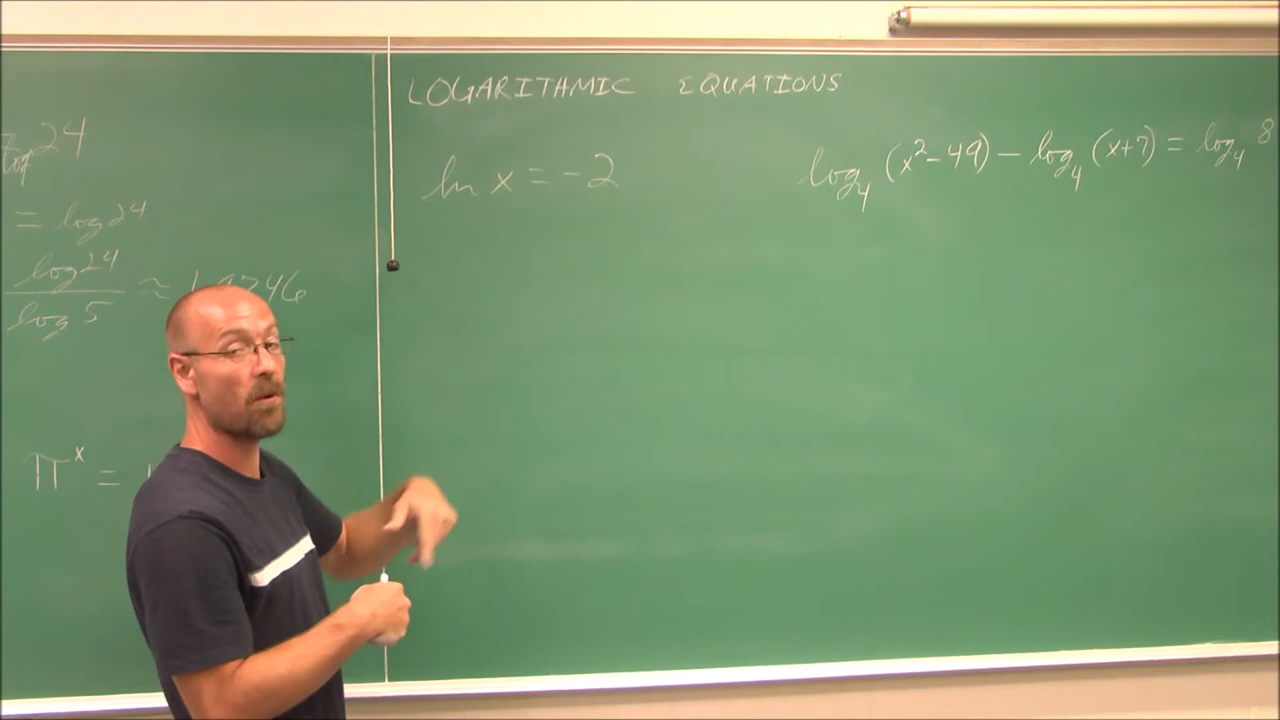 LOGARITHMIC EQUATIONS
ln x = -2
log₄ (x²-49) - log₄ (x+7) = log₄ 8
24
= log 24
log 24
log 5
≈ 1.9746
π^x =